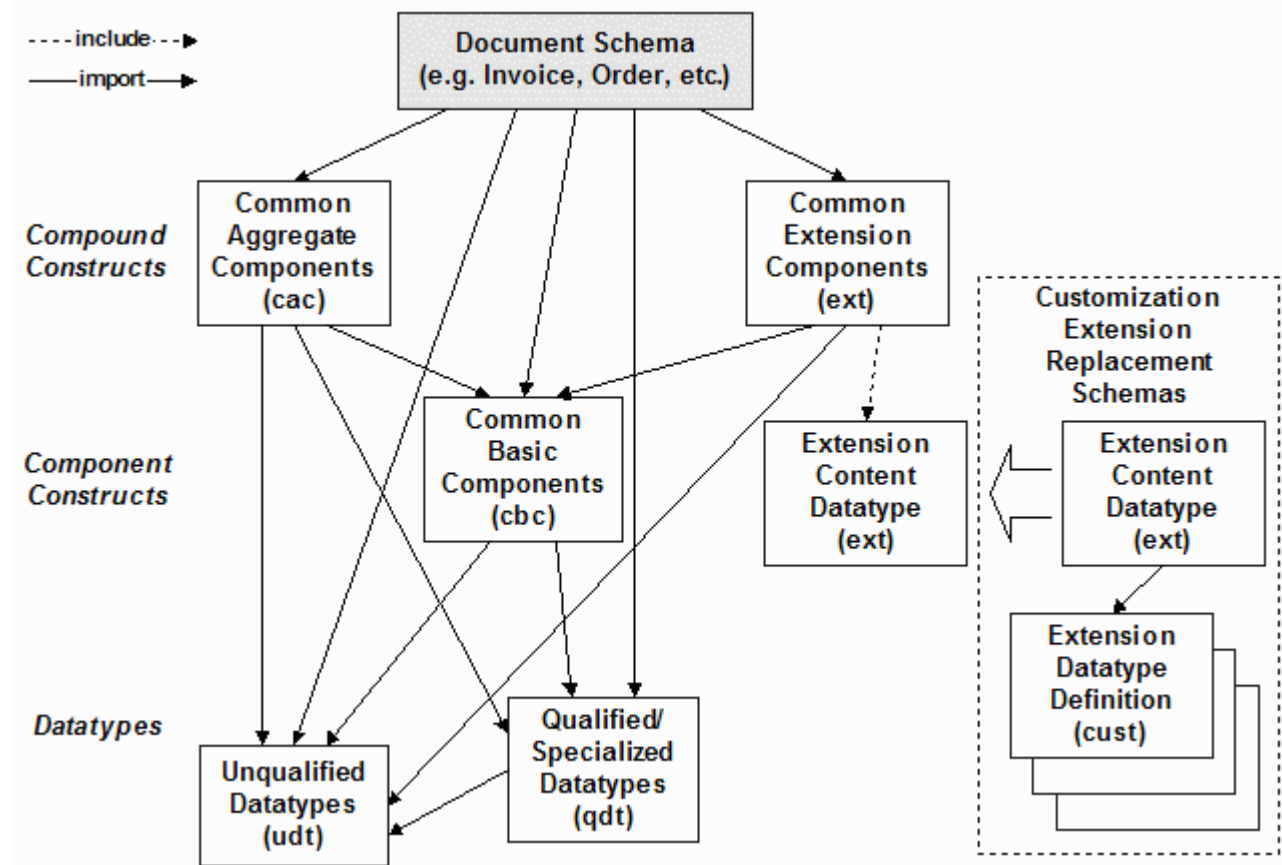 include
import
Document Schema
(e.g. Invoice, Order, etc.)
Compound
Constructs
Common
Aggregate
Components
(cac)
Common
Extension
Components
(ext)
Customization
Extension
Replacement
Schemas
Component
Constructs
Common
Basic
Components
(cbc)
Extension
Content
Datatype
(ext)
Extension
Content
Datatype
(ext)
Datatypes
Unqualified
Datatypes
(udt)
Qualified/
Specialized
Datatypes
(qdt)
Extension
Datatype
Definition
(cust)